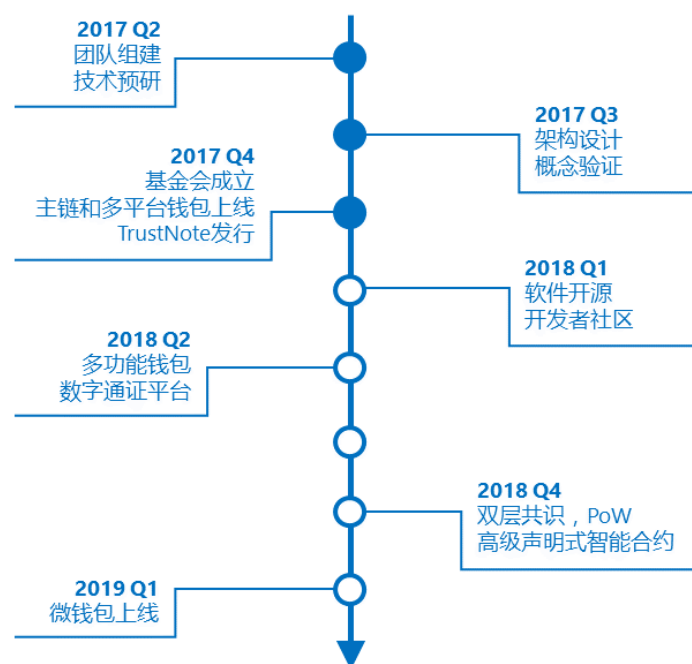 2017 Q2
团队组建
技术预研
2017 Q3
架构设计
概念验证
2017 Q4
基金会成立
主链和多平台钱包上线
TrustNote发行
2018 Q1
软件开源
开发者社区
2018 Q2
多功能钱包
数字通证平台
2018 Q4
双层共识，PoW
高级声明式智能合约
2019 Q1
微钱包上线